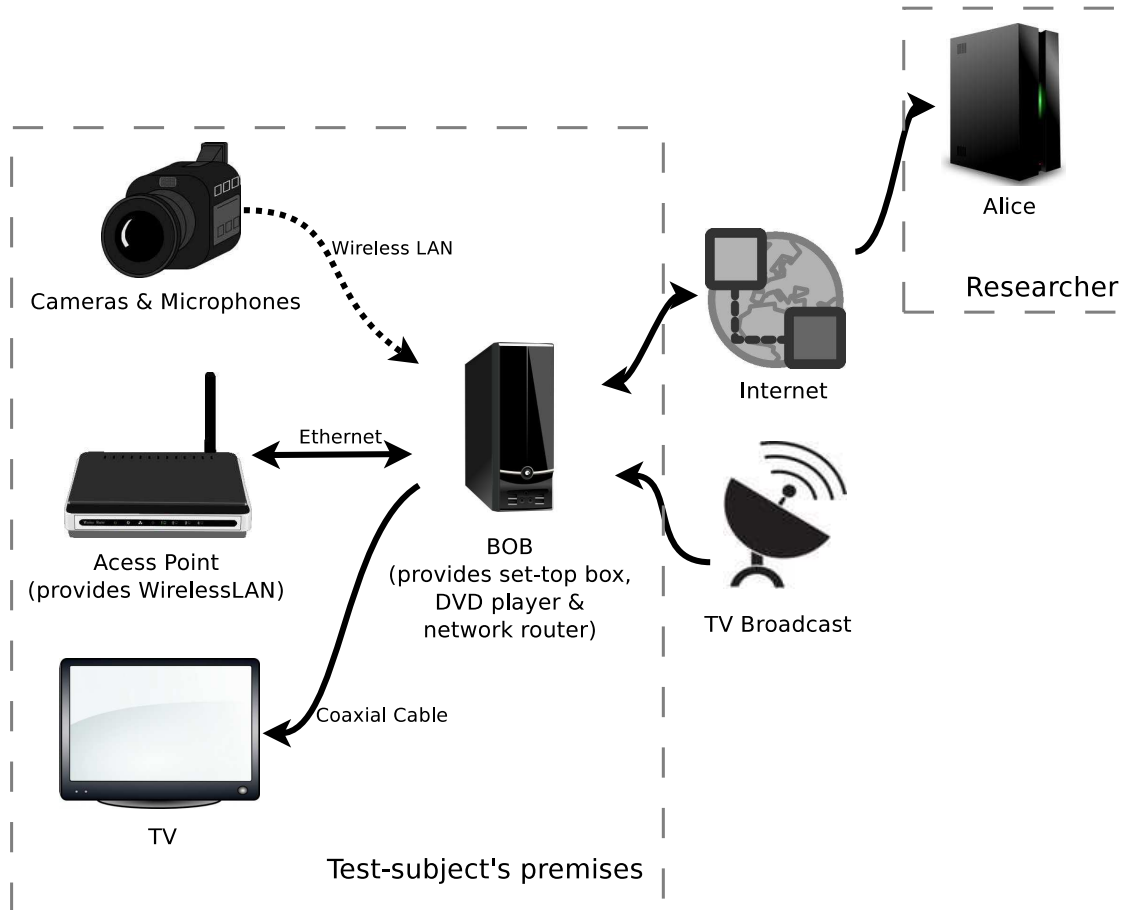 Alice
Researcher
Wireless LAN
Cameras & Microphones
Internet
Ethernet
Acess Point
(provides WirelessLAN)
BOB
(provides set-top box,
DVD player &
network router)
TV Broadcast
Coaxial Cable
TV
Test-subject's premises